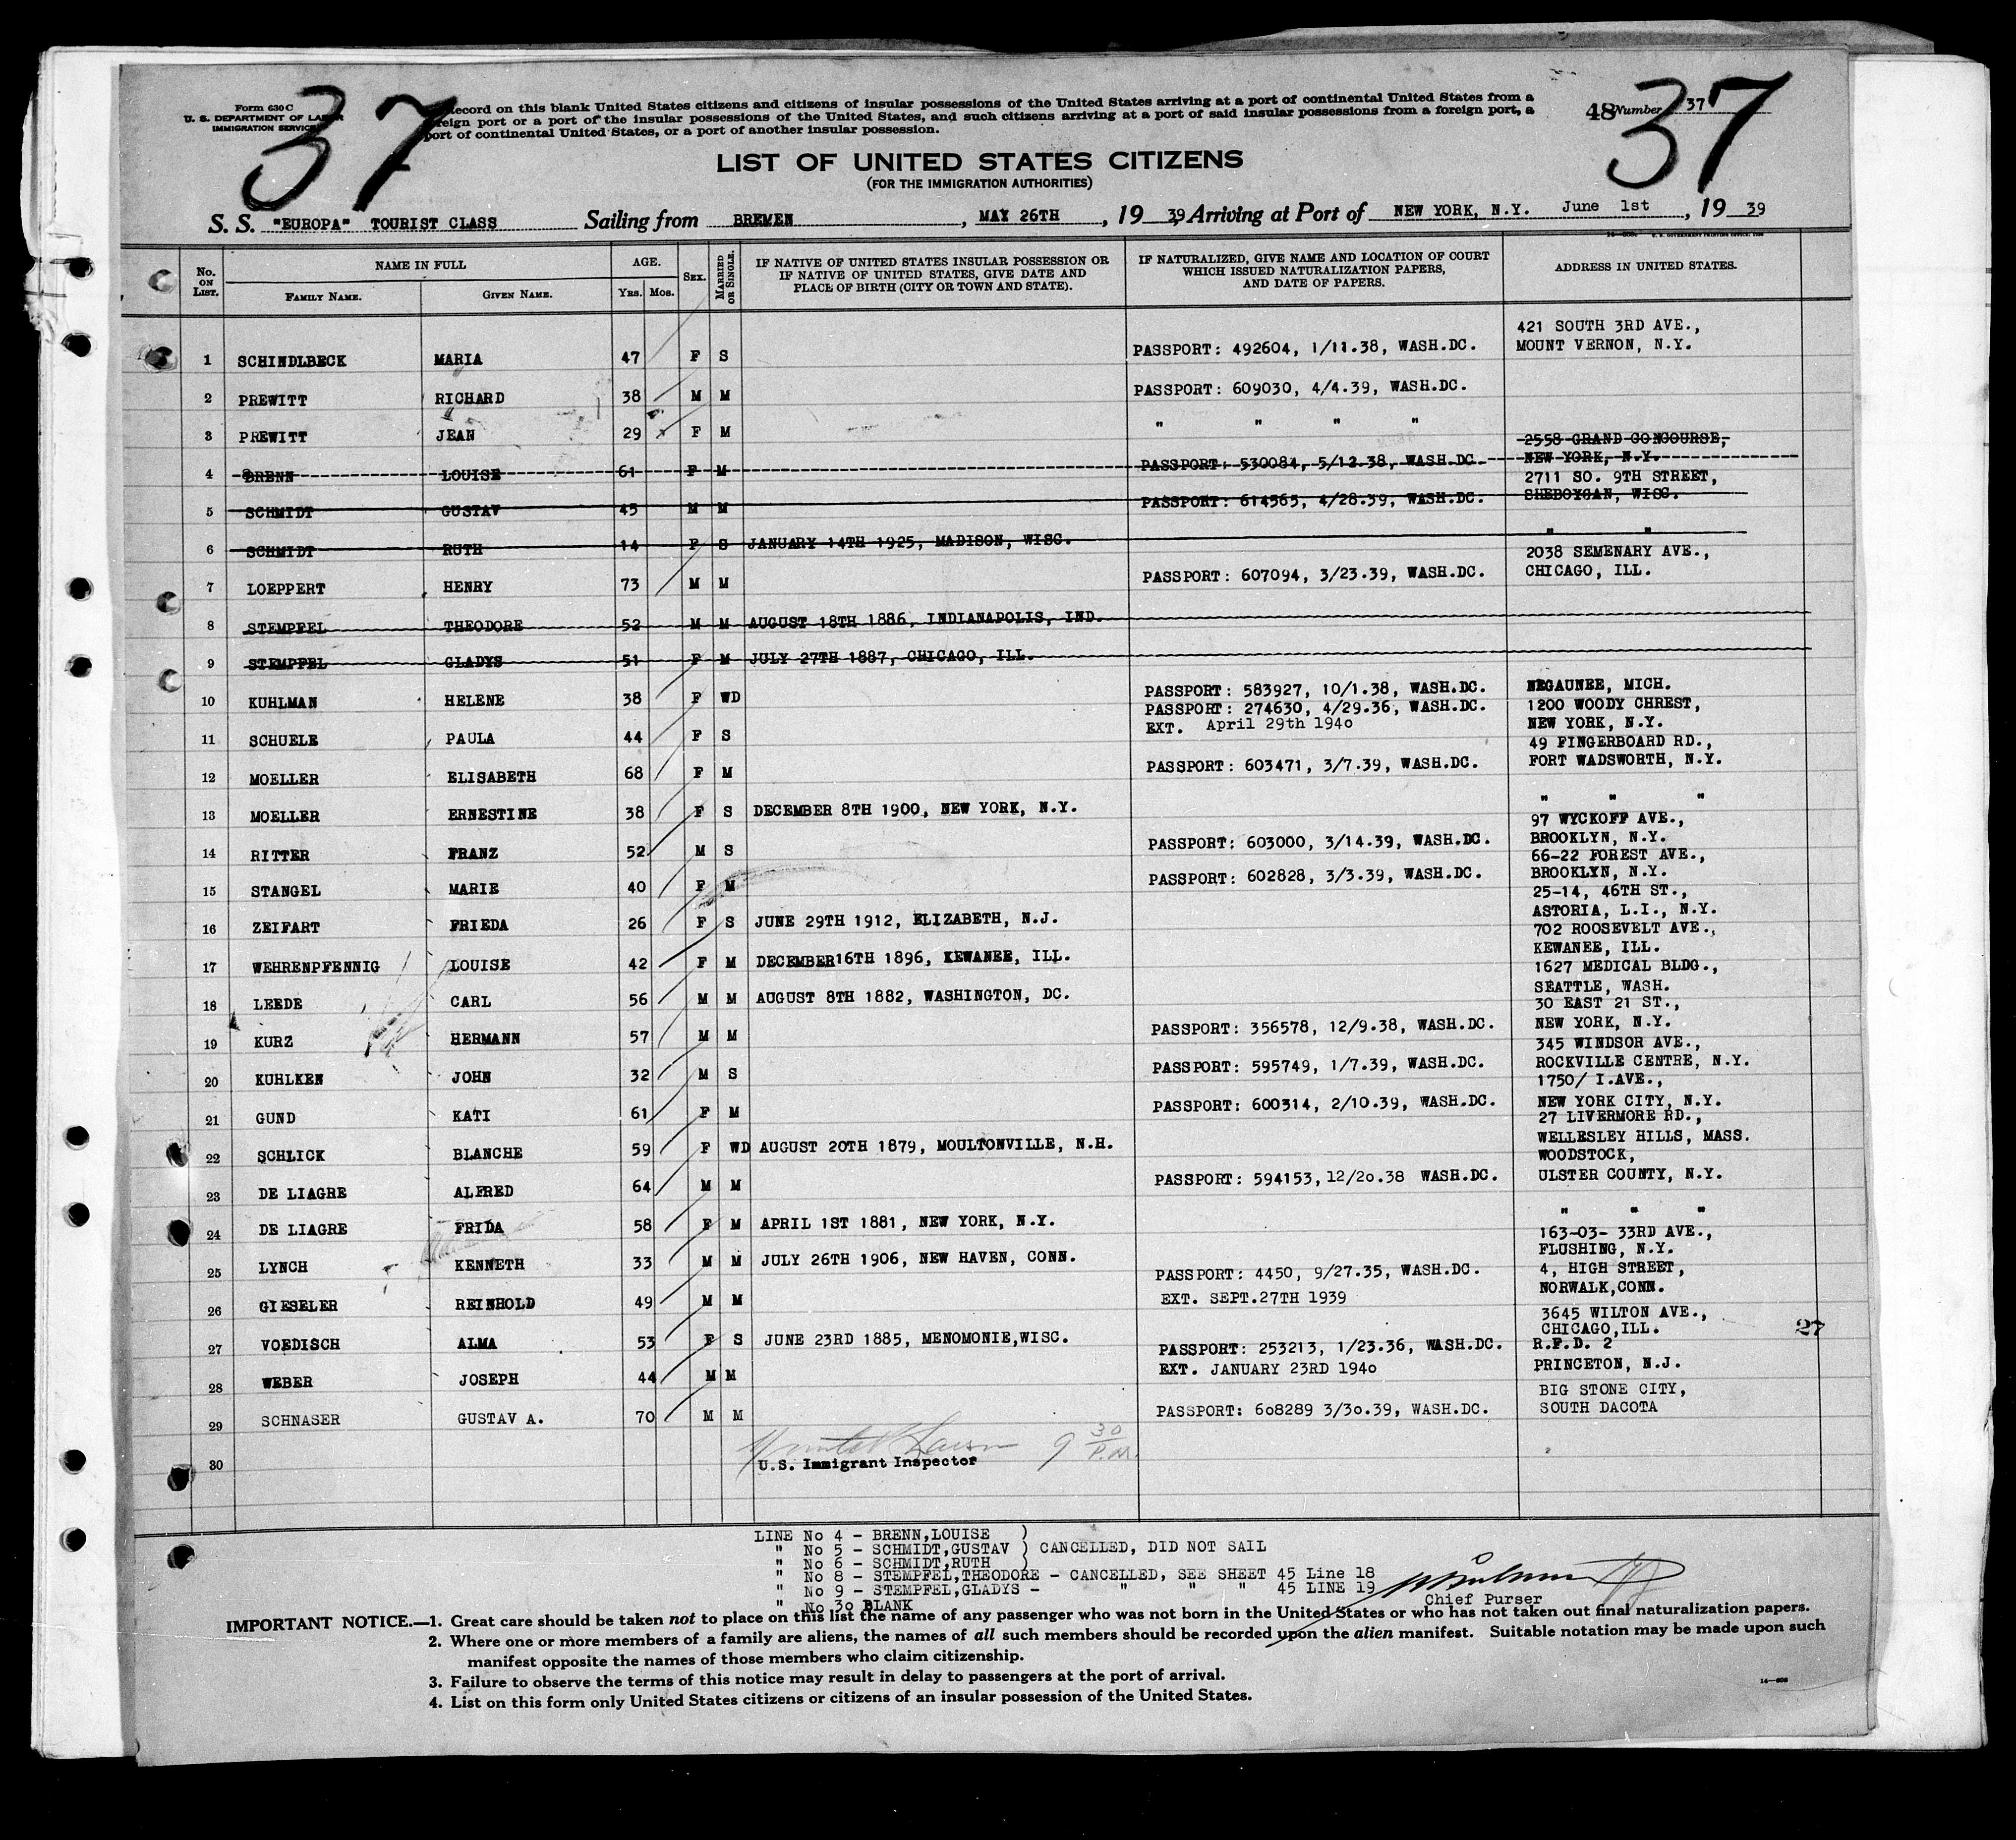 37
37
Form 630 C
U. S. DEPARTMENT OF LABOR
IMMIGRATION SERVICE
Record on this blank United States citizens and citizens of insular possessions of the United States arriving at a port of continental United States from a
foreign port or a port of the insular possessions of the United States, and such citizens arriving at a port of said insular possessions from a foreign port, a
port of continental United States, or a port of another insular possession.
48 Number 37
LIST OF UNITED STATES CITIZENS
(FOR THE IMMIGRATION AUTHORITIES)
S. S. "EUROPA" TOURIST CLASS Sailing from BREMEN, MAY 26TH, 19 39, Arriving at Port of NEW YORK, N.Y. June 1st, 19 39
No. ON LIST. NAME IN FULL FAMILY NAME. GIVEN NAME. AGE. YRS. MOS. SEX. MARRIED OR SINGLE. IF NATIVE OF UNITED STATES INSULAR POSSESSION OR IF NATIVE OF UNITED STATES, GIVE DATE AND PLACE OF BIRTH (CITY OR TOWN AND STATE). IF NATURALIZED, GIVE NAME AND LOCATION OF COURT WHICH ISSUED NATURALIZATION PAPERS, AND DATE OF PAPERS. ADDRESS IN UNITED STATES.
1 SCHINDLBECK MARIA 47 F S PASSPORT: 492604, 1/11.38, WASH.DC. 421 SOUTH 3RD AVE., MOUNT VERNON, N.Y.
2 PREWITT RICHARD 38 M M PASSPORT: 609030, 4/4.39, WASH.DC.
3 PREWITT JEAN 29 F M " " " "
4 BRENN LOUISE 61 F M PASSPORT: 530084, 5/12.38, WASH.DC. 2558 GRAND CONCOURSE, NEW YORK, N.Y.
5 SCHMIDT GUSTAV 45 M M PASSPORT: 614565, 4/28.39, WASH.DC. 2711 SO. 9TH STREET, SHEBOYGAN, WISC.
6 SCHMIDT RUTH 14 F S JANUARY 14TH 1925, MADISON, WISC. " "
7 LOEPPERT HENRY 73 M M PASSPORT: 607094, 3/23.39, WASH.DC. 2038 SEMENARY AVE., CHICAGO, ILL.
8 STEMPFEL THEODORE 52 M M AUGUST 18TH 1886, INDIANAPOLIS, IND.
9 STEMPFEL GLADYS 51 F M JULY 27TH 1887, CHICAGO, ILL.
10 KUHLMAN HELENE 38 F WD PASSPORT: 583927, 10/1.38, WASH.DC. NEGAUNEE, MICH.
11 SCHUELE PAULA 44 F S PASSPORT: 274630, 4/29.36, WASH.DC. EXT. April 29th 1940 1200 WOODY CHREST, NEW YORK, N.Y.
12 MOELLER ELISABETH 68 F M PASSPORT: 603471, 3/7.39, WASH.DC. 49 FINGERBOARD RD., FORT WADSWORTH, N.Y.
13 MOELLER ERNESTINE 38 F S DECEMBER 8TH 1900, NEW YORK, N.Y. " " "
14 RITTER FRANZ 52 M S PASSPORT: 603000, 3/14.39, WASH.DC. 97 WYCKOFF AVE., BROOKLYN, N.Y.
15 STANGEL MARIE 40 F M PASSPORT: 602828, 3/3.39, WASH.DC. 66-22 FOREST AVE., BROOKLYN, N.Y.
16 ZEIFART FRIEDA 26 F S JUNE 29TH 1912, ELIZABETH, N.J. 25-14, 46TH ST., ASTORIA, L.I., N.Y.
17 WEHRENPFENNIG LOUISE 42 F M DECEMBER16TH 1896, KEWANEE, ILL. 702 ROOSEVELT AVE., KEWANEE, ILL.
18 LEEDE CARL 56 M M AUGUST 8TH 1882, WASHINGTON, DC. 1627 MEDICAL BLDG., SEATTLE, WASH.
19 KURZ HERMANN 57 M M PASSPORT: 356578, 12/9.38, WASH.DC. 30 EAST 21 ST., NEW YORK, N.Y.
20 KUHLKEN JOHN 32 M S PASSPORT: 595749, 1/7.39, WASH.DC. 345 WINDSOR AVE., ROCKVILLE CENTRE, N.Y.
21 GUND KATI 61 F M PASSPORT: 600314, 2/10.39, WASH.DC. 1750/ I.AVE., NEW YORK CITY, N.Y.
22 SCHLICK BLANCHE 59 F WD AUGUST 20TH 1879, MOULTONVILLE, N.H. 27 LIVERMORE RD., WELLESLEY HILLS, MASS.
23 DE LIAGRE ALFRED 64 M M PASSPORT: 594153, 12/20.38 WASH.DC. WOODSTOCK, ULSTER COUNTY, N.Y.
24 DE LIAGRE FRIDA 58 F M APRIL 1ST 1881, NEW YORK, N.Y. " " "
25 LYNCH KENNETH 33 M M JULY 26TH 1906, NEW HAVEN, CONN. 163-03- 33RD AVE., FLUSHING, N.Y.
26 GIESELER REINHOLD 49 M M PASSPORT: 4450, 9/27.35, WASH.DC. EXT. SEPT.27TH 1939 4, HIGH STREET, NORWALK,CONN.
27 VOEDISCH ALMA 53 F S JUNE 23RD 1885, MENOMONIE,WISC. 3645 WILTON AVE., CHICAGO,ILL. 27
28 WEBER JOSEPH 44 M M PASSPORT: 253213, 1/23.36, WASH.DC. EXT. JANUARY 23RD 1940 R.F.D. 2 PRINCETON, N.J.
29 SCHNASER GUSTAV A. 70 M M PASSPORT: 608289 3/30.39, WASH.DC. BIG STONE CITY, SOUTH DACOTA
30
9 30 P.M.
U.S. Immigrant Inspector
LINE No 4 - BRENN,LOUISE )
" No 5 - SCHMIDT,GUSTAV ) CANCELLED, DID NOT SAIL
" No 6 - SCHMIDT,RUTH )
" No 8 - STEMPFEL,THEODORE - CANCELLED, SEE SHEET 45 Line 18
" No 9 - STEMPFEL,GLADYS - " " " 45 LINE 19
" No 30 BLANK
Chief Purser
IMPORTANT NOTICE.—1. Great care should be taken not to place on this list the name of any passenger who was not born in the United States or who has not taken out final naturalization papers.
2. Where one or more members of a family are aliens, the names of all such members should be recorded upon the alien manifest. Suitable notation may be made upon such
manifest opposite the names of those members who claim citizenship.
3. Failure to observe the terms of this notice may result in delay to passengers at the port of arrival.
4. List on this form only United States citizens or citizens of an insular possession of the United States.